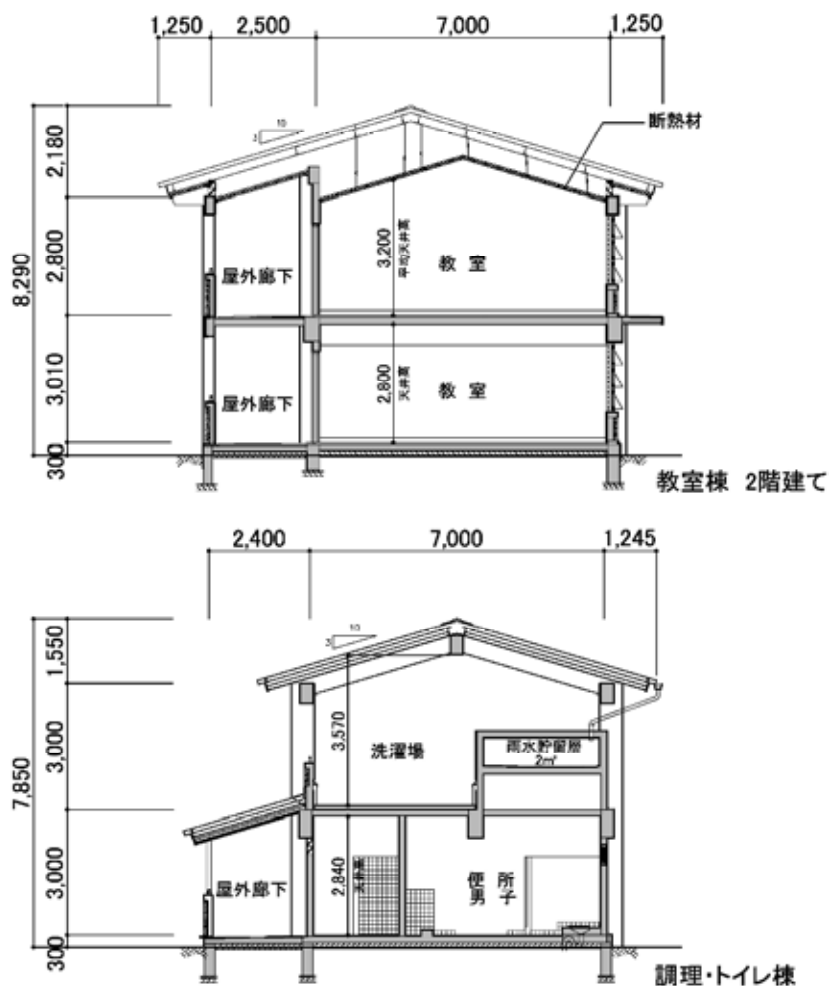 1,250 2,500 7,000 1,250
断熱材
10
3
2,180
2,800
8,290
3,010
300
3,200
平均天井高
屋外廊下
教 室
2,800
天井高
屋外廊下
教 室
教室棟 2階建て
2,400 7,000 1,245
10
3
1,550
3,000
7,850
3,000
300
3,570
洗濯場
雨水貯留層
2㎥
2,840
天井高
屋外廊下
便 所
男 子
調理・トイレ棟